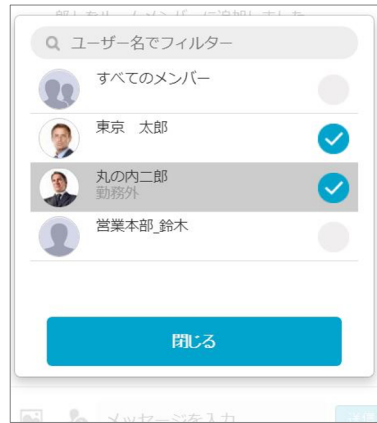 ユーザー名でフィルター
すべてのメンバー
東京　太郎
丸の内二郎
勤務外
営業本部_鈴木
閉じる
メッセージを入力